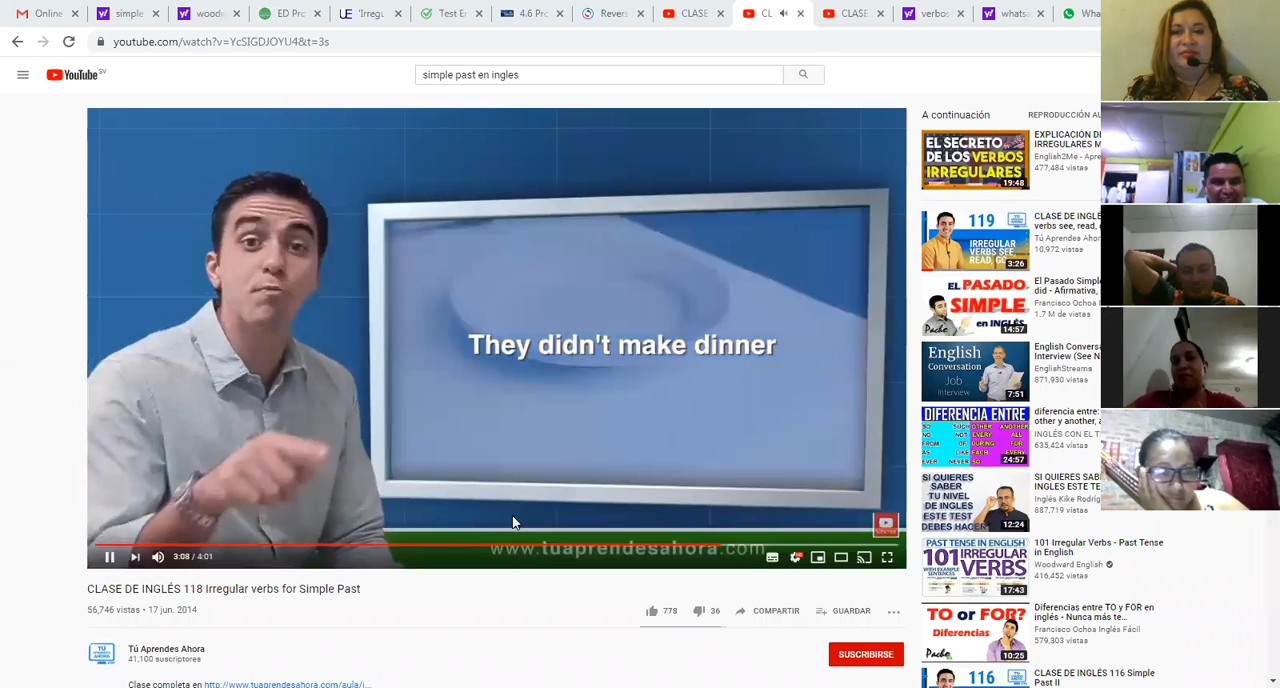 Online
simple
wood
ED Pro
'Irregu
Test E
4.6 Pr
Revers
CLASE
CL
CLASE
verbos
whatsa
Wha
youtube.com/watch?v=YcSIGDJOYU4&t=3s
YouTube SV
simple past en ingles
They didn't make dinner
www.tuaprendesahora.com
3:08 / 4:01
CLASE DE INGLÉS 118 Irregular verbs for Simple Past
56,746 vistas • 17 jun. 2014
778
36
COMPARTIR
GUARDAR
Tú Aprendes Ahora
41,100 suscriptores
SUSCRIBIRSE
Clase completa en http://www.tuaprendesahora.com/aula/i...
A continuación
REPRODUCCIÓN AU
EL SECRETO
DE LOS VERBOS
IRREGULARES
19:48
EXPLICACIÓN D
IRREGULARES M
English2Me - Apre
477,484 vistas
119
IRREGULAR
VERBS SEE,
READ, GO
3:26
CLASE DE INGLÉ
verbs see, read, g
Tú Aprendes Ahora
10,972 vistas
EL PASADO
SIMPLE
en INGLÉS
Pacho
14:57
El Pasado Simple
did - Afirmativa,
Francisco Ochoa I
1.7 M de vistas
English
Conversation
Job
Interview
7:51
English Conversa
Interview (See N
EnglishStreams
871,930 vistas
DIFERENCIA ENTRE
24:57
diferencia entre:
other y another, a
INGLÉS CON EL T
635,424 vistas
SI QUIERES
SABER
TU NIVEL
DE INGLES
ESTE TEST
DEBES HACER
12:24
SI QUIERES SABE
INGLES ESTE TE
Inglés Kike Rodríg
887,719 vistas
PAST TENSE IN ENGLISH
101 IRREGULAR
VERBS
17:43
101 Irregular Verbs - Past Tense
in English
Woodward English
416,452 vistas
TO or FOR?
Diferencias
Pacho
10:25
Diferencias entre TO y FOR en
inglés - Nunca más te...
Francisco Ochoa Inglés Fácil
579,303 vistas
116
CLASE DE INGLÉS 116 Simple
Past II